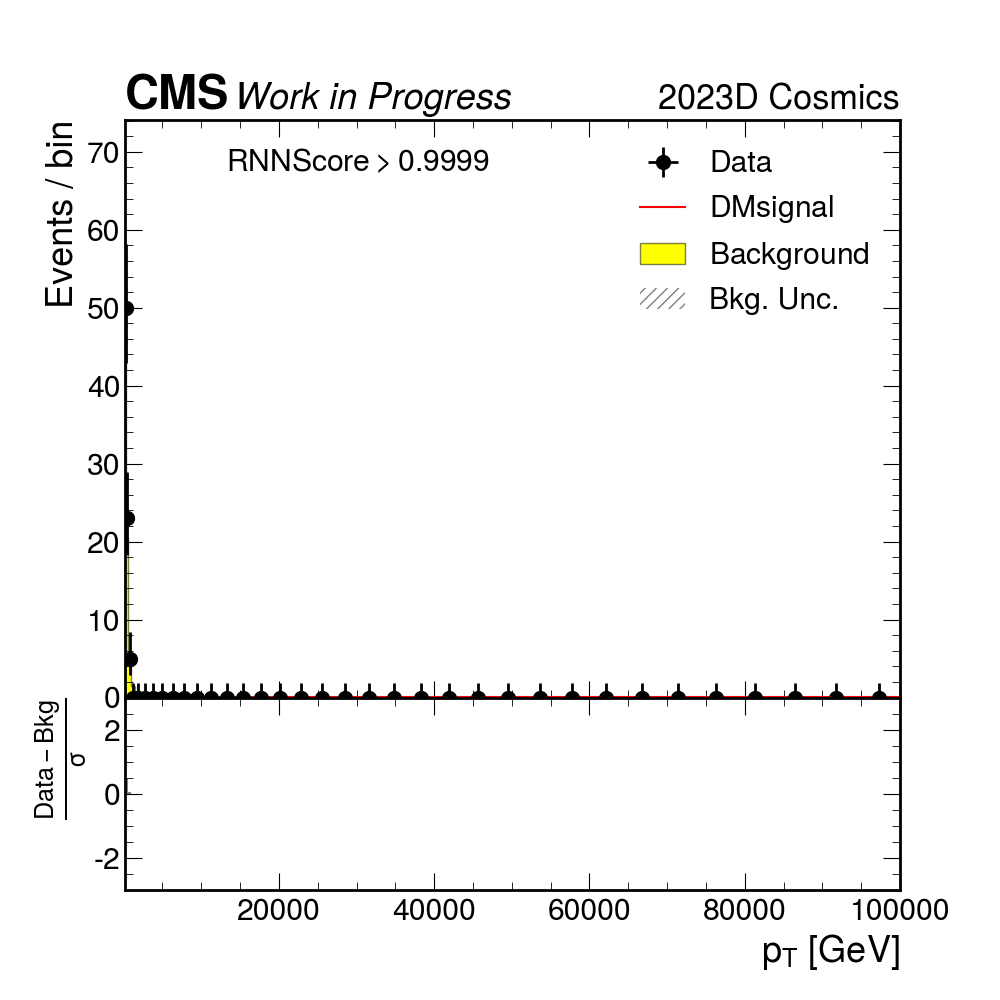 CMS Work in Progress 2023D Cosmics
Events / bin
RNNScore > 0.9999
Data
DMsignal
Background
Bkg. Unc.
70
60
50
40
30
20
10
0
Data – Bkg
σ
2
0
-2
20000 40000 60000 80000 100000
pT [GeV]